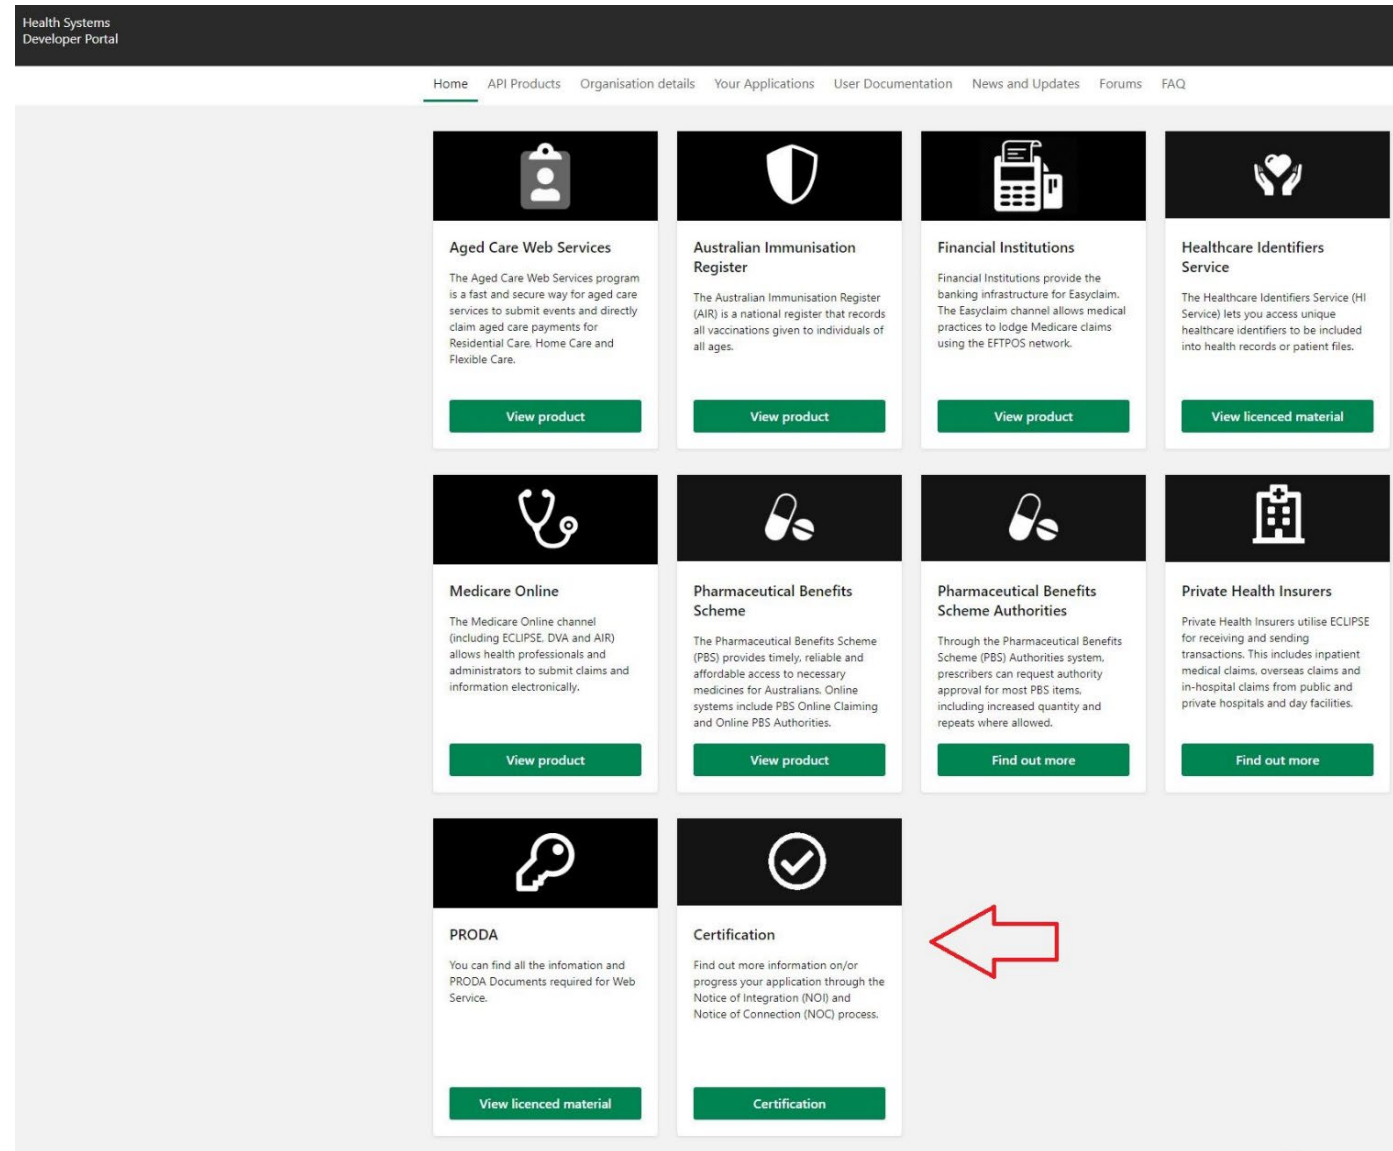 Health Systems
Developer Portal
Home API Products Organisation details Your Applications User Documentation News and Updates Forums FAQ
Aged Care Web Services
The Aged Care Web Services program
is a fast and secure way for aged care
services to submit events and directly
claim aged care payments for
Residential Care, Home Care and
Flexible Care.
View product
Australian Immunisation
Register
The Australian Immunisation Register
(AIR) is a national register that records
all vaccinations given to individuals of
all ages.
View product
Financial Institutions
Financial Institutions provide the
banking infrastructure for Easyclaim.
The Easyclaim channel allows medical
practices to lodge Medicare claims
using the EFTPOS network.
View product
Healthcare Identifiers
Service
The Healthcare Identifiers Service (HI
Service) lets you access unique
healthcare identifiers to be included
into health records or patient files.
View licenced material
Medicare Online
The Medicare Online channel
(including ECLIPSE, DVA and AIR)
allows health professionals and
administrators to submit claims and
information electronically.
View product
Pharmaceutical Benefits
Scheme
The Pharmaceutical Benefits Scheme
(PBS) provides timely, reliable and
affordable access to necessary
medicines for Australians. Online
systems include PBS Online Claiming
and Online PBS Authorities.
View product
Pharmaceutical Benefits
Scheme Authorities
Through the Pharmaceutical Benefits
Scheme (PBS) Authorities system,
prescribers can request authority
approval for most PBS items,
including increased quantity and
repeats where allowed.
Find out more
Private Health Insurers
Private Health Insurers utilise ECLIPSE
for receiving and sending
transactions. This includes inpatient
medical claims, overseas claims and
in-hospital claims from public and
private hospitals and day facilities.
Find out more
PRODA
You can find all the infomation and
PRODA Documents required for Web
Service.
View licenced material
Certification
Find out more information on/or
progress your application through the
Notice of Integration (NOI) and
Notice of Connection (NOC) process.
Certification